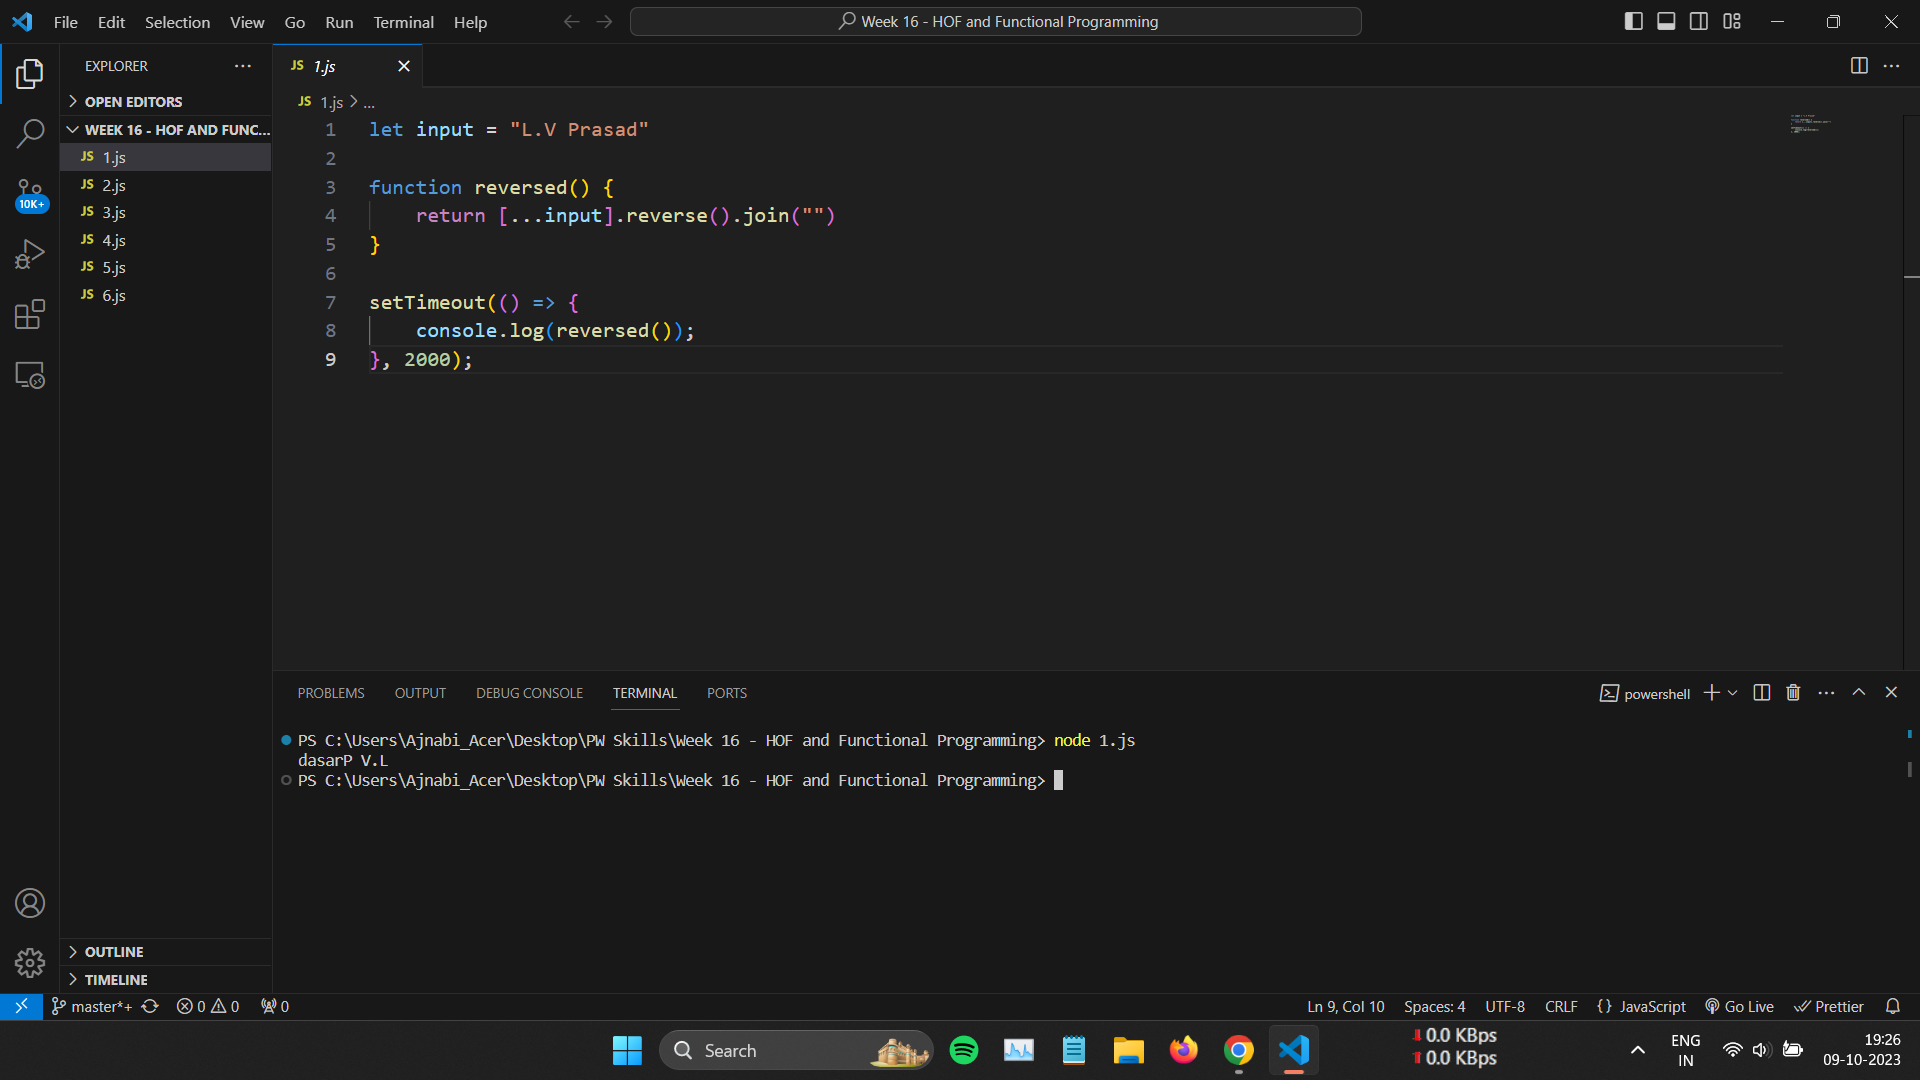 File Edit Selection View Go Run Terminal Help
Week 16 - HOF and Functional Programming
EXPLORER
OPEN EDITORS
WEEK 16 - HOF AND FUNC...
JS 1.js
JS 2.js
JS 3.js
JS 4.js
JS 5.js
JS 6.js
10K+
OUTLINE
TIMELINE
JS 1.js
JS 1.js > ...
1 let input = "L.V Prasad"
2
3 function reversed() {
4     return [...input].reverse().join("")
5 }
6
7 setTimeout(() => {
8     console.log(reversed());
9 }, 2000);
PROBLEMS OUTPUT DEBUG CONSOLE TERMINAL PORTS
powershell
PS C:\Users\Ajnabi_Acer\Desktop\PW Skills\Week 16 - HOF and Functional Programming> node 1.js
dasarP V.L
PS C:\Users\Ajnabi_Acer\Desktop\PW Skills\Week 16 - HOF and Functional Programming>
master*+ 0 0 0
Ln 9, Col 10 Spaces: 4 UTF-8 CRLF {} JavaScript Go Live Prettier
Search
0.0 KBps
0.0 KBps
ENG
IN
19:26
09-10-2023